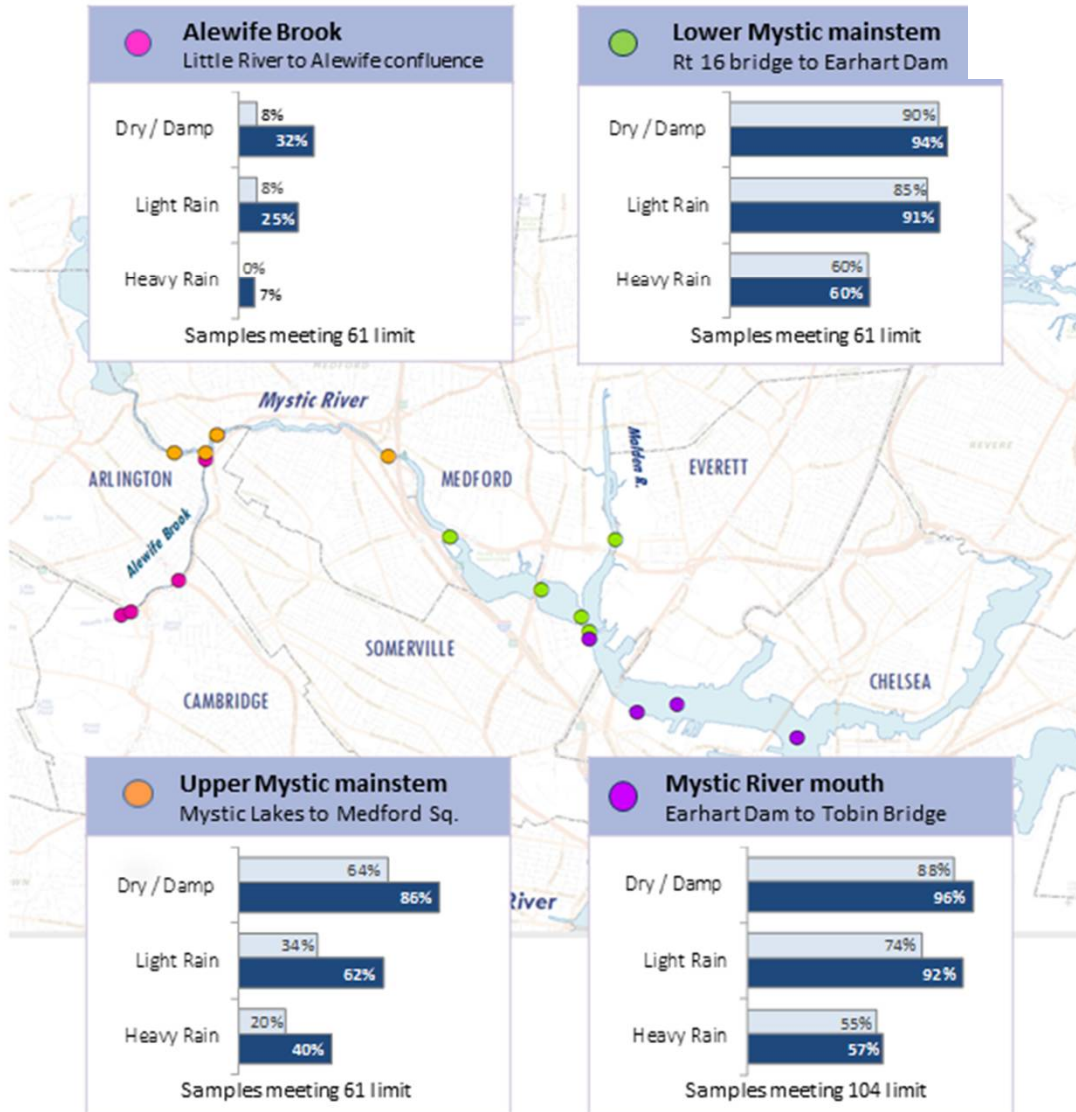 Alewife Brook
Little River to Alewife confluence
Dry / Damp
8%
32%
Light Rain
8%
25%
Heavy Rain
0%
7%
Samples meeting 61 limit
Lower Mystic mainstem
Rt 16 bridge to Earhart Dam
Dry / Damp
90%
94%
Light Rain
85%
91%
Heavy Rain
60%
60%
Samples meeting 61 limit
MEDFORD
Mystic River
ARLINGTON
MEDFORD
Malden R.
EVERETT
REVERE
Alewife Brook
SOMERVILLE
CAMBRIDGE
CHELSEA
Upper Mystic mainstem
Mystic Lakes to Medford Sq.
Dry / Damp
64%
86%
Light Rain
34%
62%
Heavy Rain
20%
40%
Samples meeting 61 limit
River
Mystic River mouth
Earhart Dam to Tobin Bridge
Dry / Damp
88%
96%
Light Rain
74%
92%
Heavy Rain
55%
57%
Samples meeting 104 limit